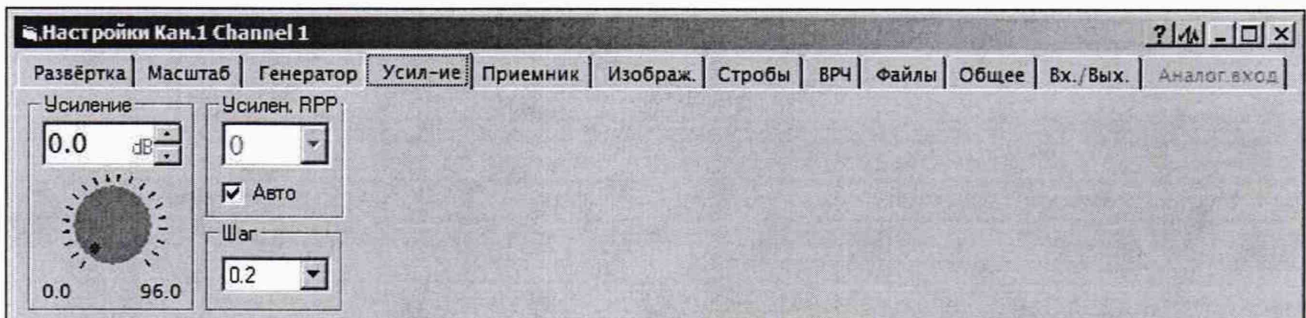 Настройки Кан.1 Channel 1
Развёртка Масштаб Генератор Усил-ие Приемник Изображ. Стробы ВРЧ Файлы Общее Вх./Вых. Аналог.вход
Усиление
0.0 dB
0.0 96.0
Усилен. RPP
0
Авто
Шаг
0.2